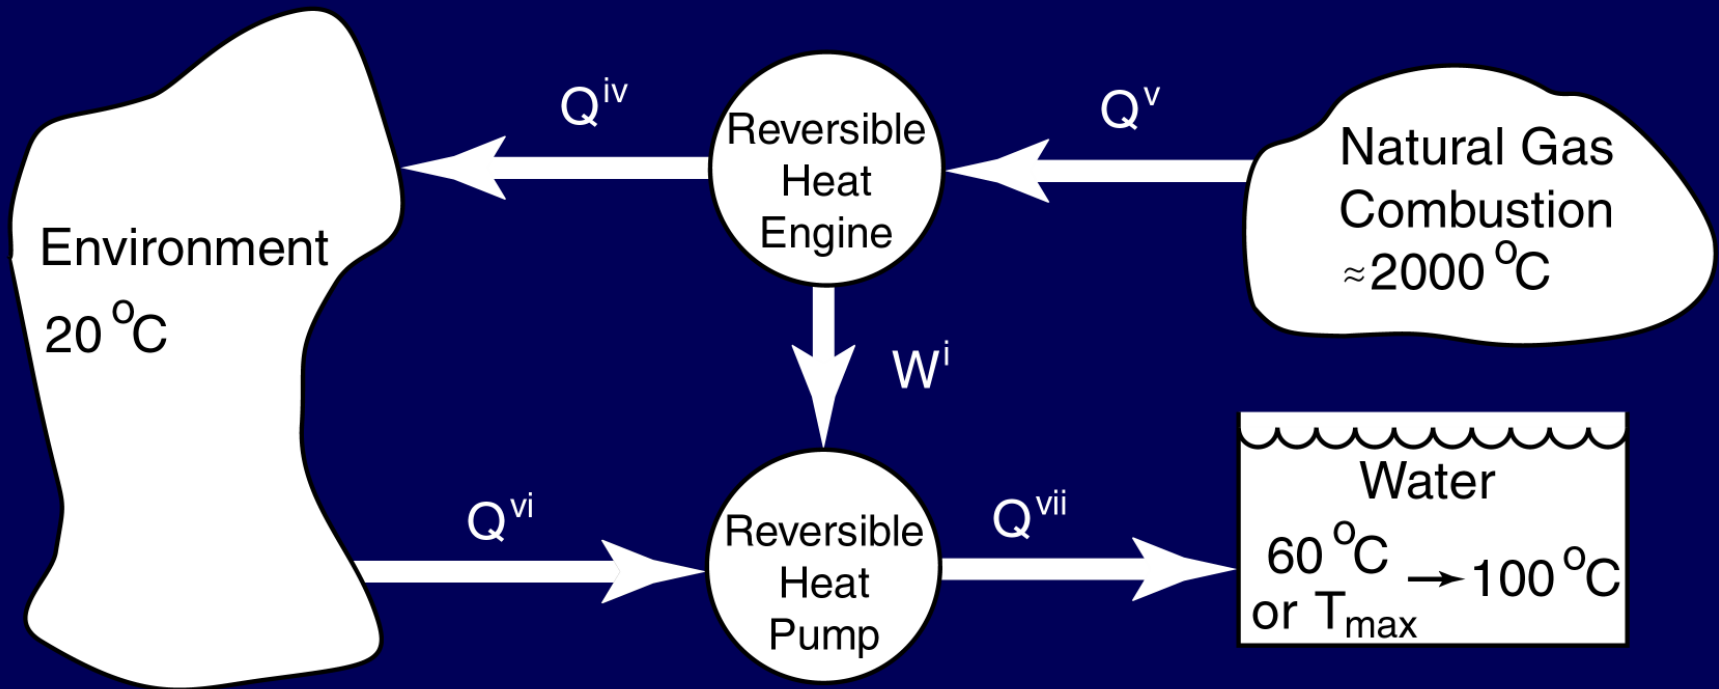 Q^iv
Q^v
Reversible
Heat
Engine
Natural Gas
Combustion
≈2000 °C
Environment
20 °C
W^i
Q^vi
Q^vii
Reversible
Heat
Pump
Water
60 °C
or T_max → 100 °C